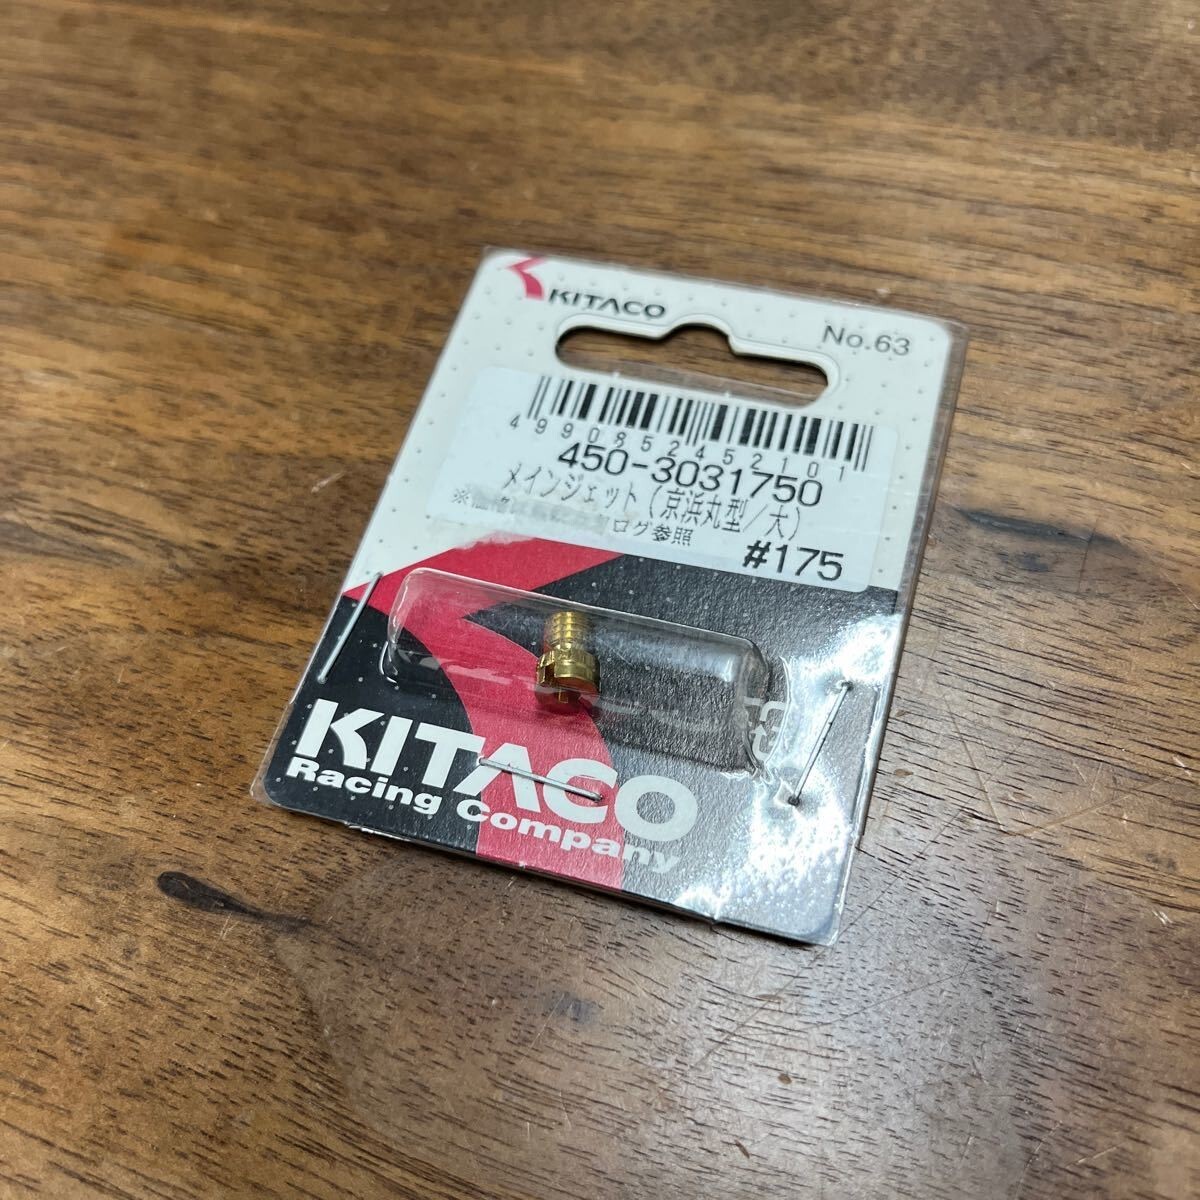 KITACO
No.63
4990852452101
450-3031750
メインジェット(京浜丸型/大)
ログ参照
#175
KITACO
Racing Company